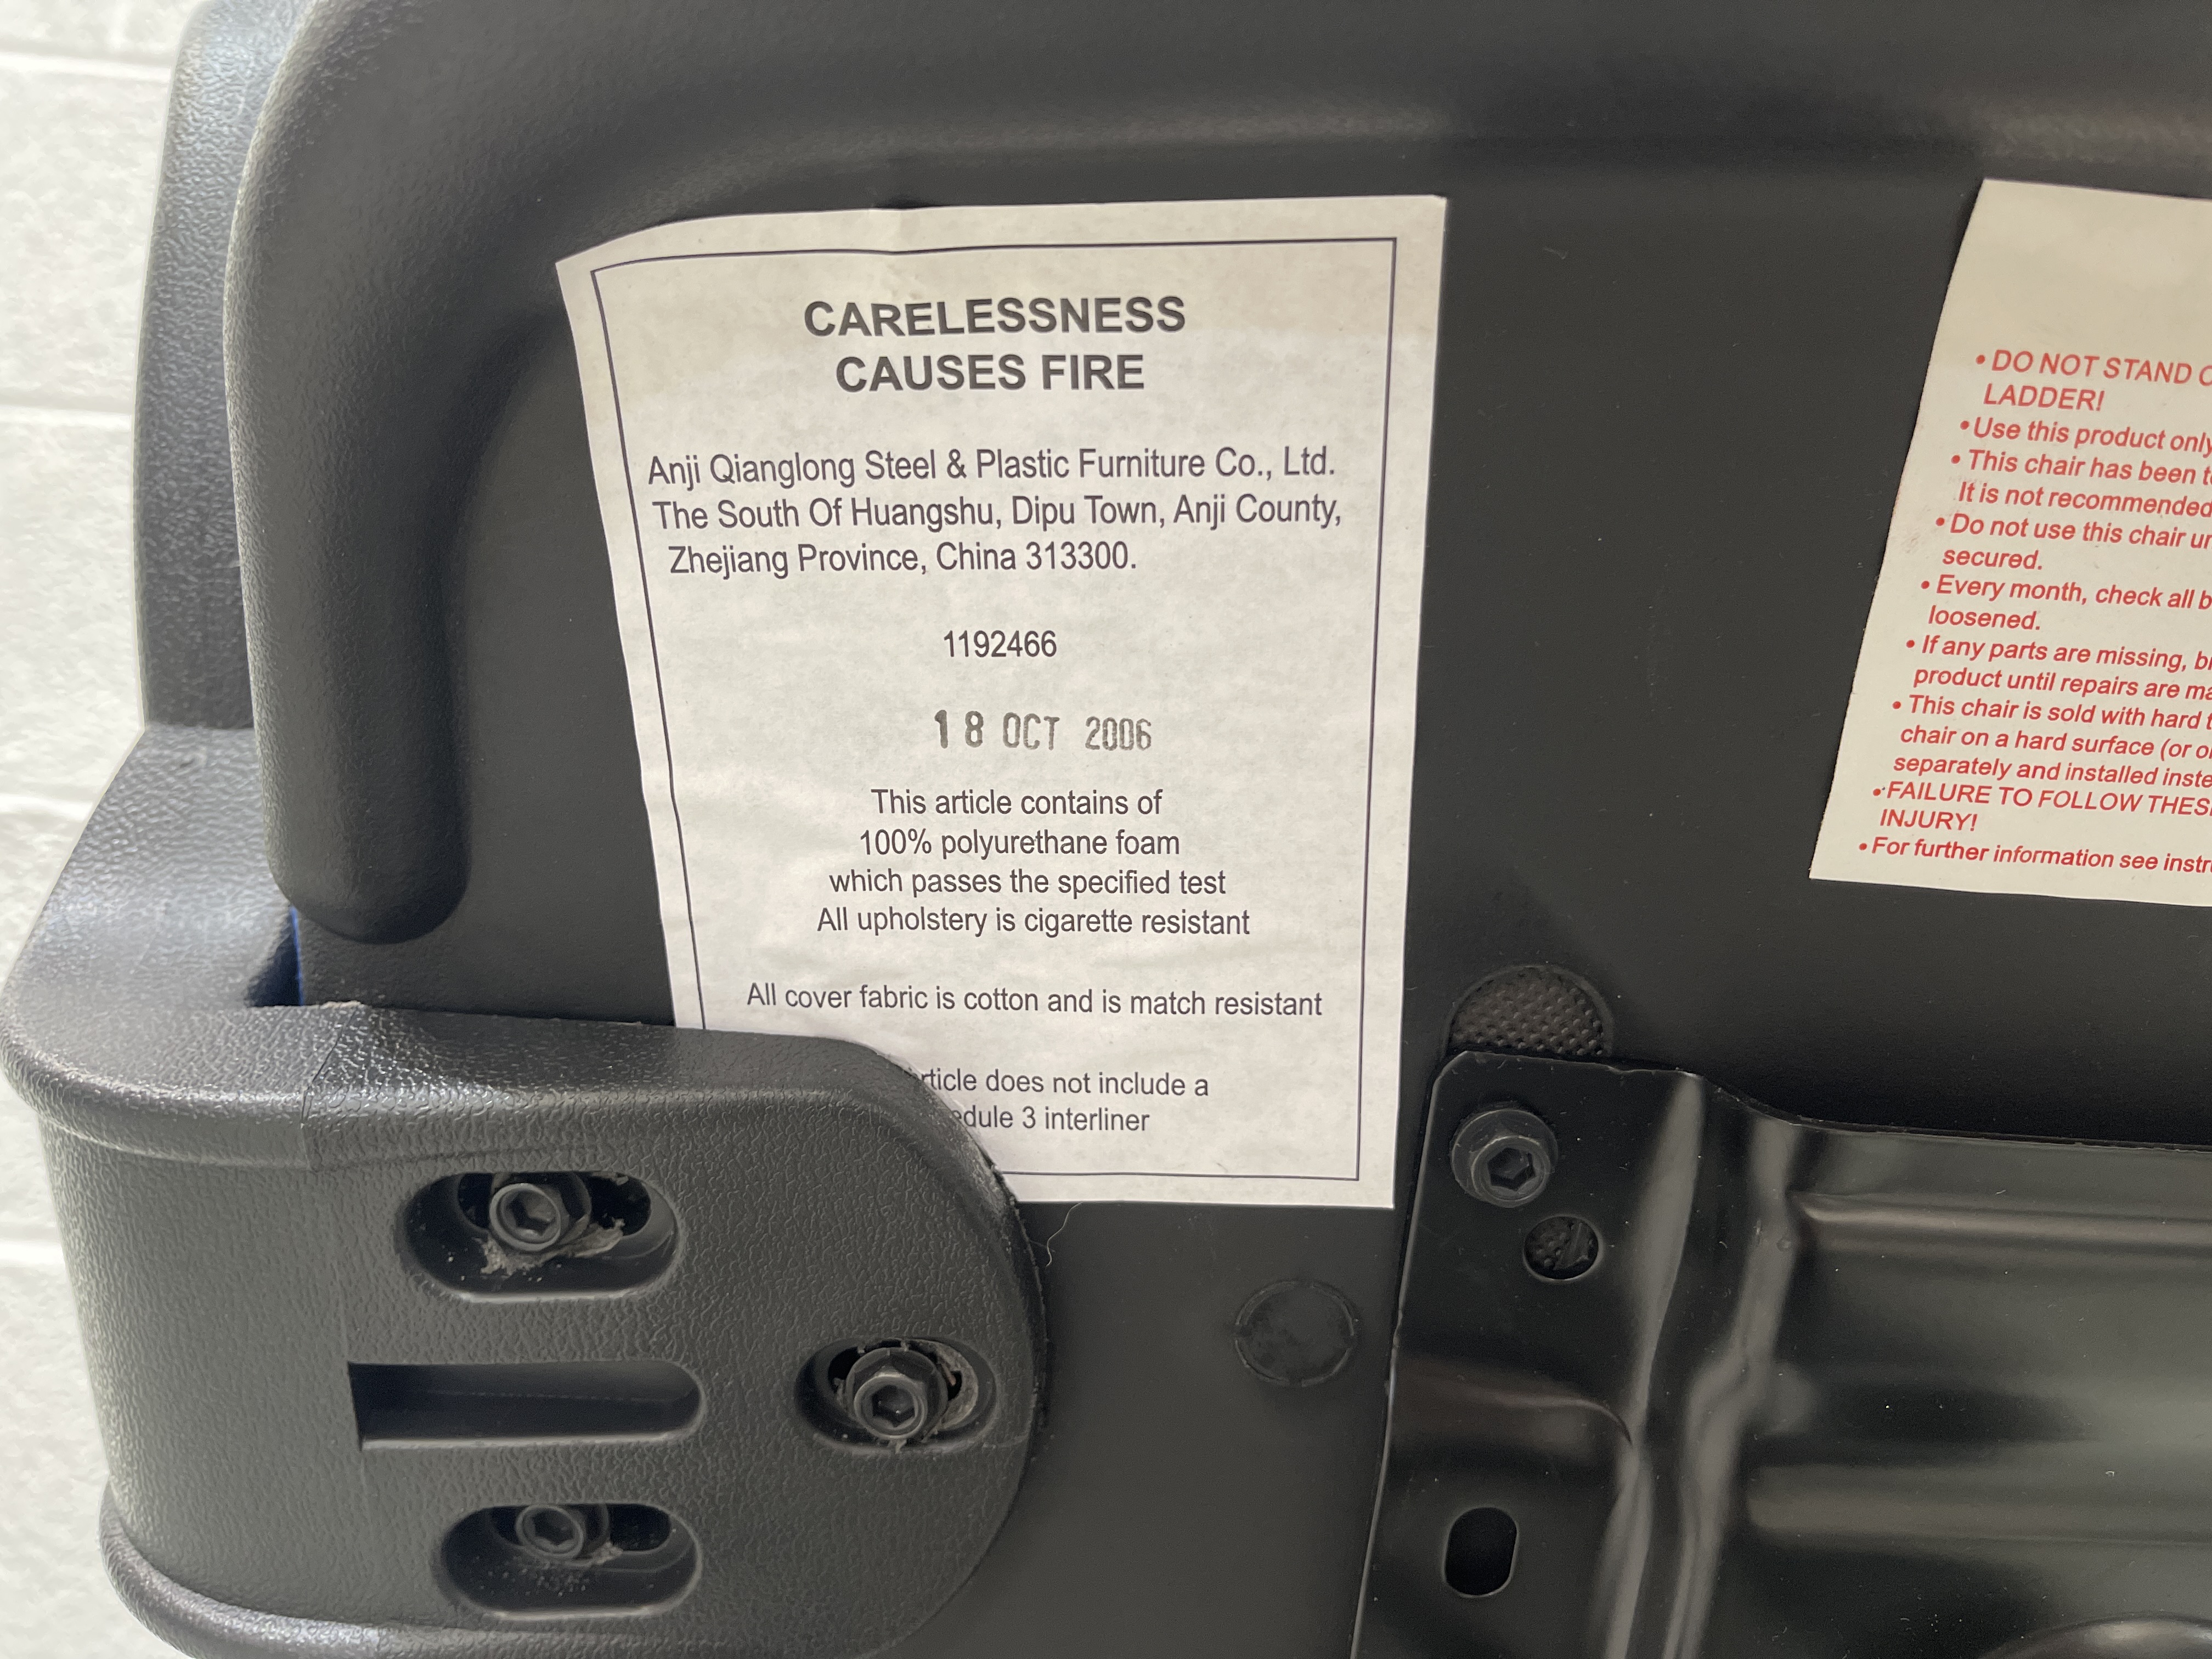 CARELESSNESS
CAUSES FIRE
Anji Qianglong Steel & Plastic Furniture Co., Ltd.
The South Of Huangshu, Dipu Town, Anji County,
Zhejiang Province, China 313300.
1192466
18 OCT 2006
This article contains of
100% polyurethane foam
which passes the specified test
All upholstery is cigarette resistant
All cover fabric is cotton and is match resistant
does not include a
3 interliner
• DO NOT STAND
LADDER!
• Use this product only
• This chair has been
It is not recommended
• Do not use this chair
secured.
• Every month, check all
loosened.
• If any parts are missing,
product until repairs are
• This chair is sold with hard
chair on a hard surface (or
separately and installed
• FAILURE TO FOLLOW
INJURY!
• For further information see